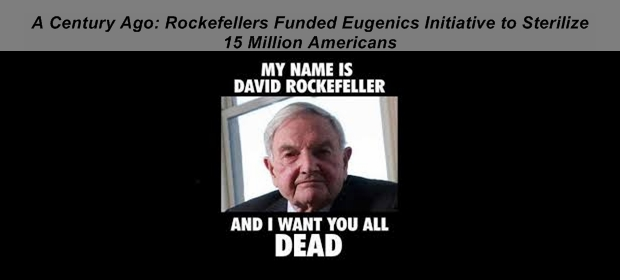 A Century Ago: Rockefellers Funded Eugenics Initiative to Sterilize
15 Million Americans
MY NAME IS
DAVID ROCKEFELLER
AND I WANT YOU ALL
DEAD